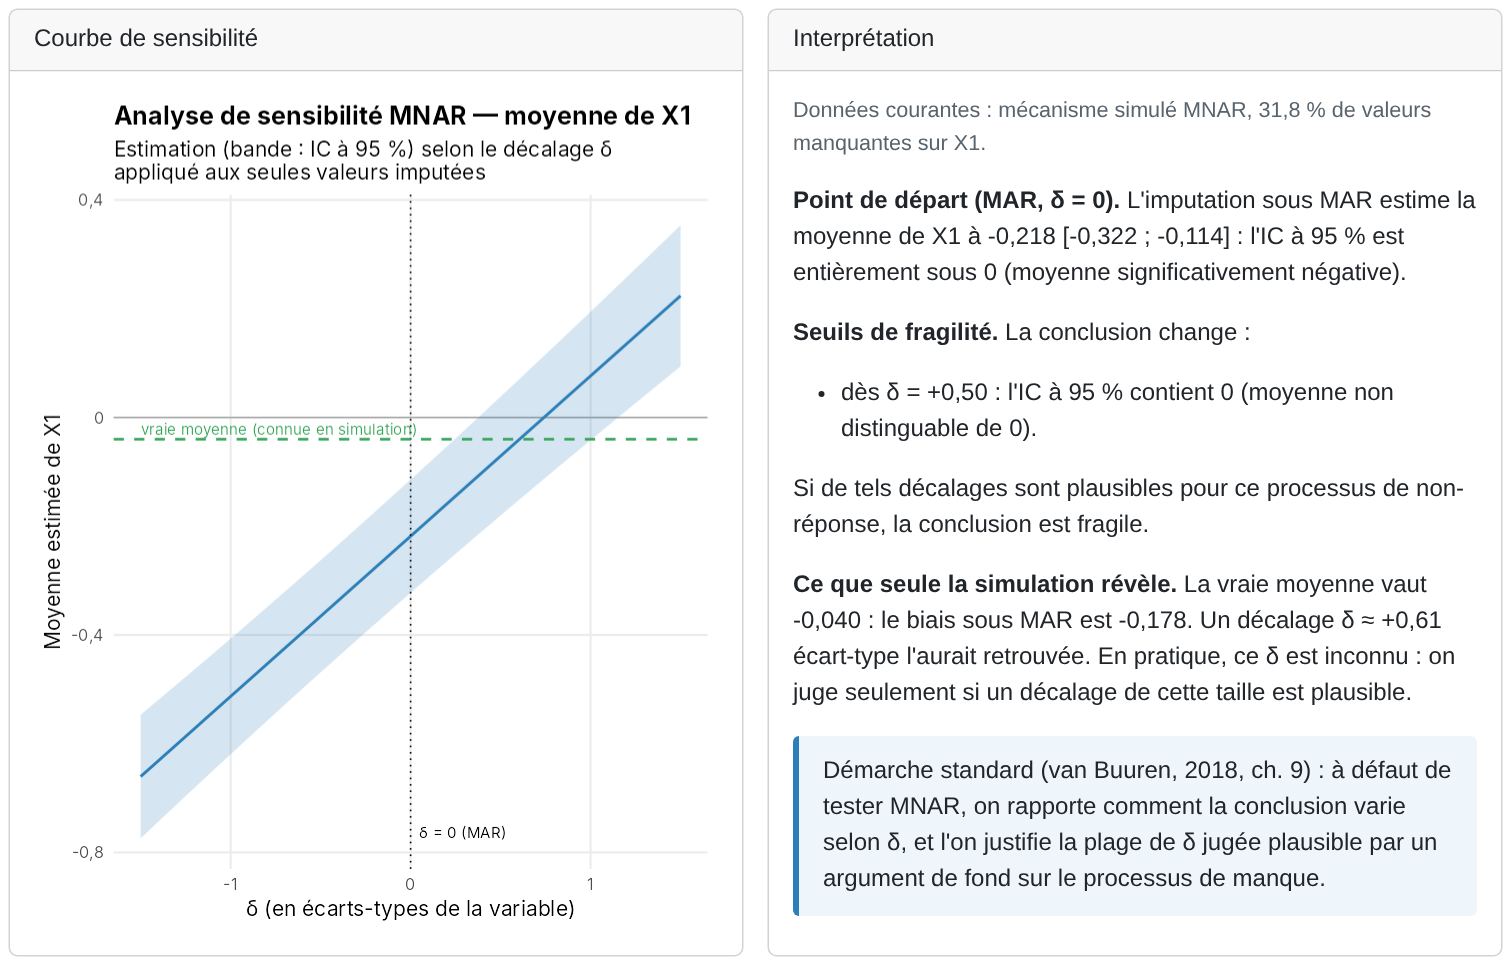 Courbe de sensibilité
Analyse de sensibilité MNAR — moyenne de X1
Estimation (bande : IC à 95 %) selon le décalage δ
appliqué aux seules valeurs imputées
0,4
0
-0,4
-0,8
Moyenne estimée de X1
vraie moyenne (connue en simulation)
δ = 0 (MAR)
-1
0
1
δ (en écarts-types de la variable)
Interprétation
Données courantes : mécanisme simulé MNAR, 31,8 % de valeurs
manquantes sur X1.
Point de départ (MAR, δ = 0). L'imputation sous MAR estime la
moyenne de X1 à -0,218 [-0,322 ; -0,114] : l'IC à 95 % est
entièrement sous 0 (moyenne significativement négative).
Seuils de fragilité. La conclusion change :
• dès δ = +0,50 : l'IC à 95 % contient 0 (moyenne non
distinguable de 0).
Si de tels décalages sont plausibles pour ce processus de non-
réponse, la conclusion est fragile.
Ce que seule la simulation révèle. La vraie moyenne vaut
-0,040 : le biais sous MAR est -0,178. Un décalage δ ≈ +0,61
écart-type l'aurait retrouvée. En pratique, ce δ est inconnu : on
juge seulement si un décalage de cette taille est plausible.
Démarche standard (van Buuren, 2018, ch. 9) : à défaut de
tester MNAR, on rapporte comment la conclusion varie
selon δ, et l'on justifie la plage de δ jugée plausible par un
argument de fond sur le processus de manque.